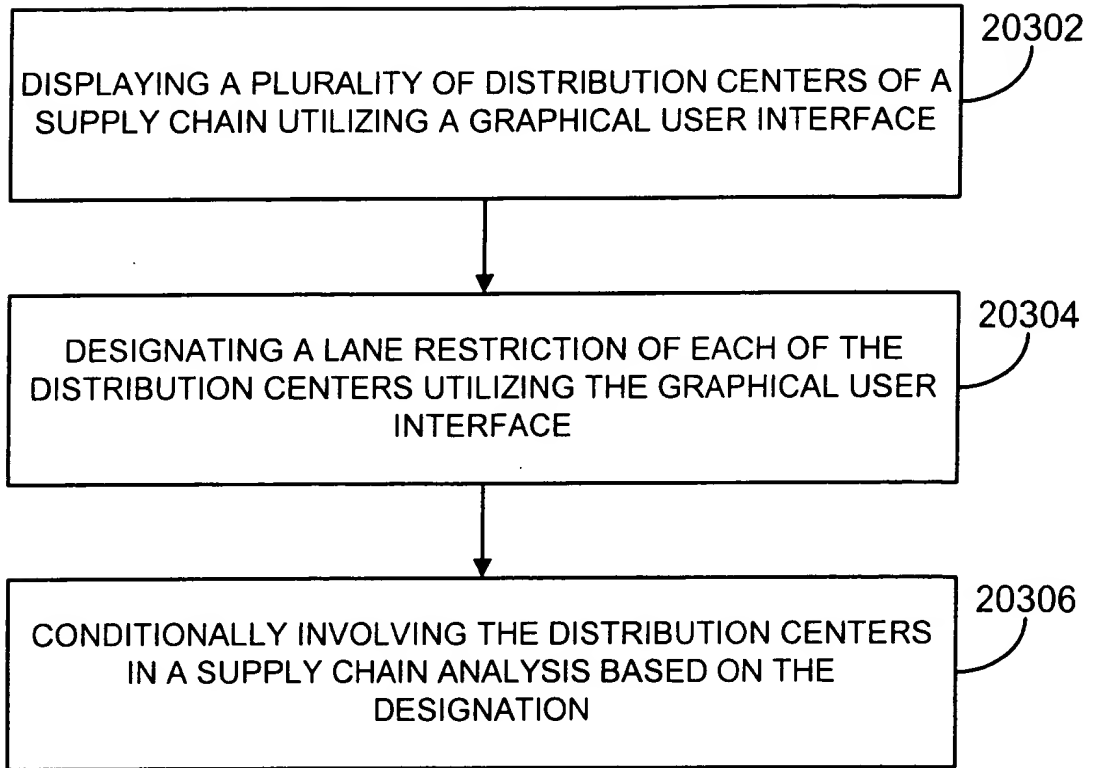 20302
DISPLAYING A PLURALITY OF DISTRIBUTION CENTERS OF A
SUPPLY CHAIN UTILIZING A GRAPHICAL USER INTERFACE
20304
DESIGNATING A LANE RESTRICTION OF EACH OF THE
DISTRIBUTION CENTERS UTILIZING THE GRAPHICAL USER
INTERFACE
20306
CONDITIONALLY INVOLVING THE DISTRIBUTION CENTERS
IN A SUPPLY CHAIN ANALYSIS BASED ON THE
DESIGNATION